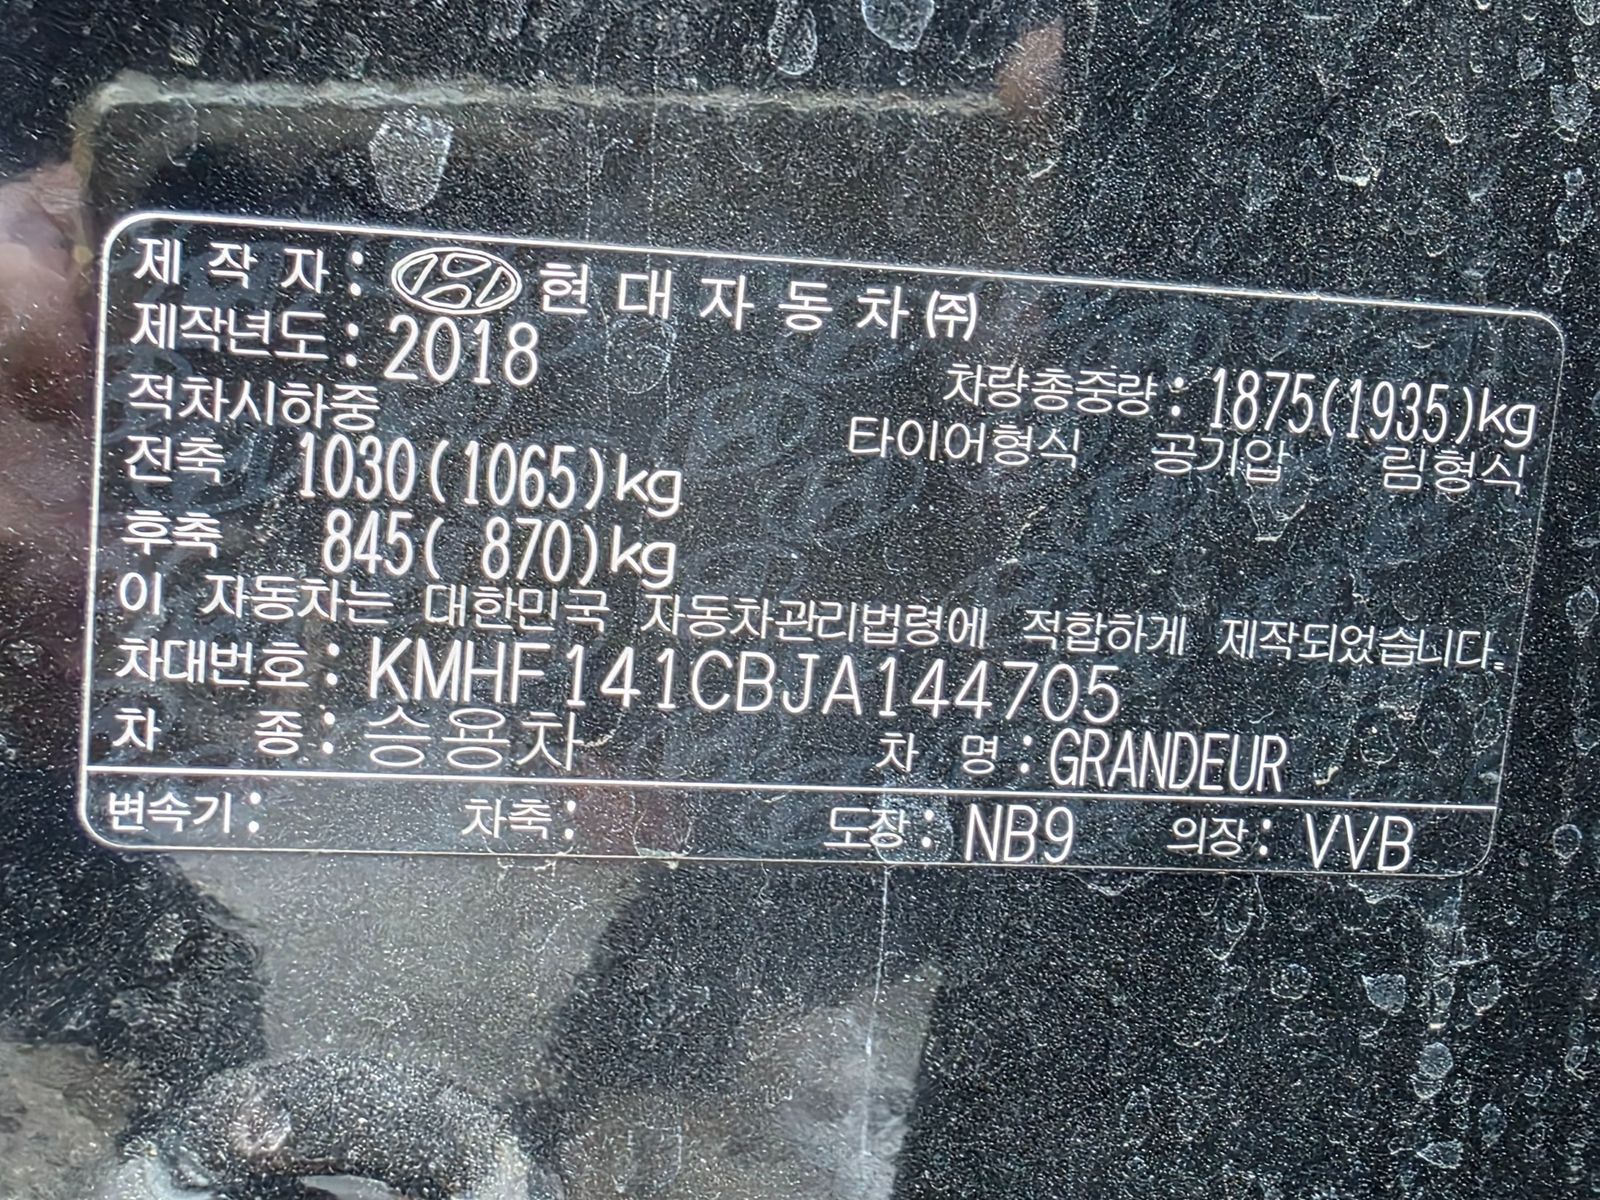 제 작 자 : 현 대 자 동 차 ㈜
제작년도 : 2018
적차시하중 차량총중량 : 1875(1935)kg
전축 1030(1065)kg 타이어형식 공기압 림형식
후축 845( 870)kg
이 자동차는 대한민국 자동차관리법령에 적합하게 제작되었습니다.
차대번호 : KMHF141CBJA144705
차 종 : 승용차 차 명 : GRANDEUR
변속기 : 차축 : 도장 : NB9 의장 : VVB